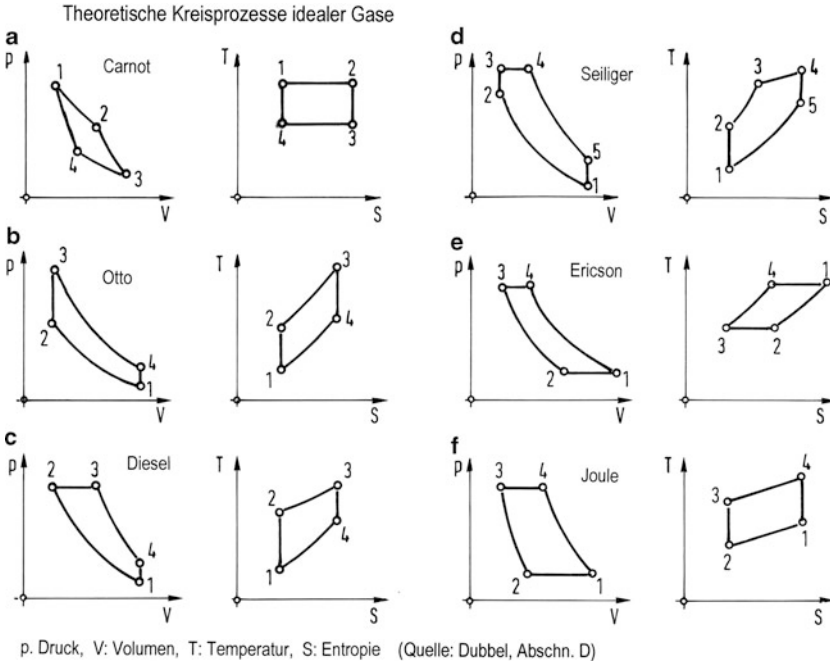 Theoretische Kreisprozesse idealer Gase
a
Carnot
p
1
2
4
3
V
T
1
2
4
3
S
b
Otto
p
3
2
4
1
V
T
3
2
4
1
S
c
Diesel
p
2
3
4
1
V
T
3
2
4
1
S
d
Seiliger
p
3
4
2
5
1
V
T
4
3
5
2
1
S
e
Ericson
p
3
4
2
1
V
T
4
1
3
2
S
f
Joule
p
3
4
2
1
V
T
4
3
1
2
S
p. Druck, V: Volumen, T: Temperatur, S: Entropie (Quelle: Dubbel, Abschn. D)